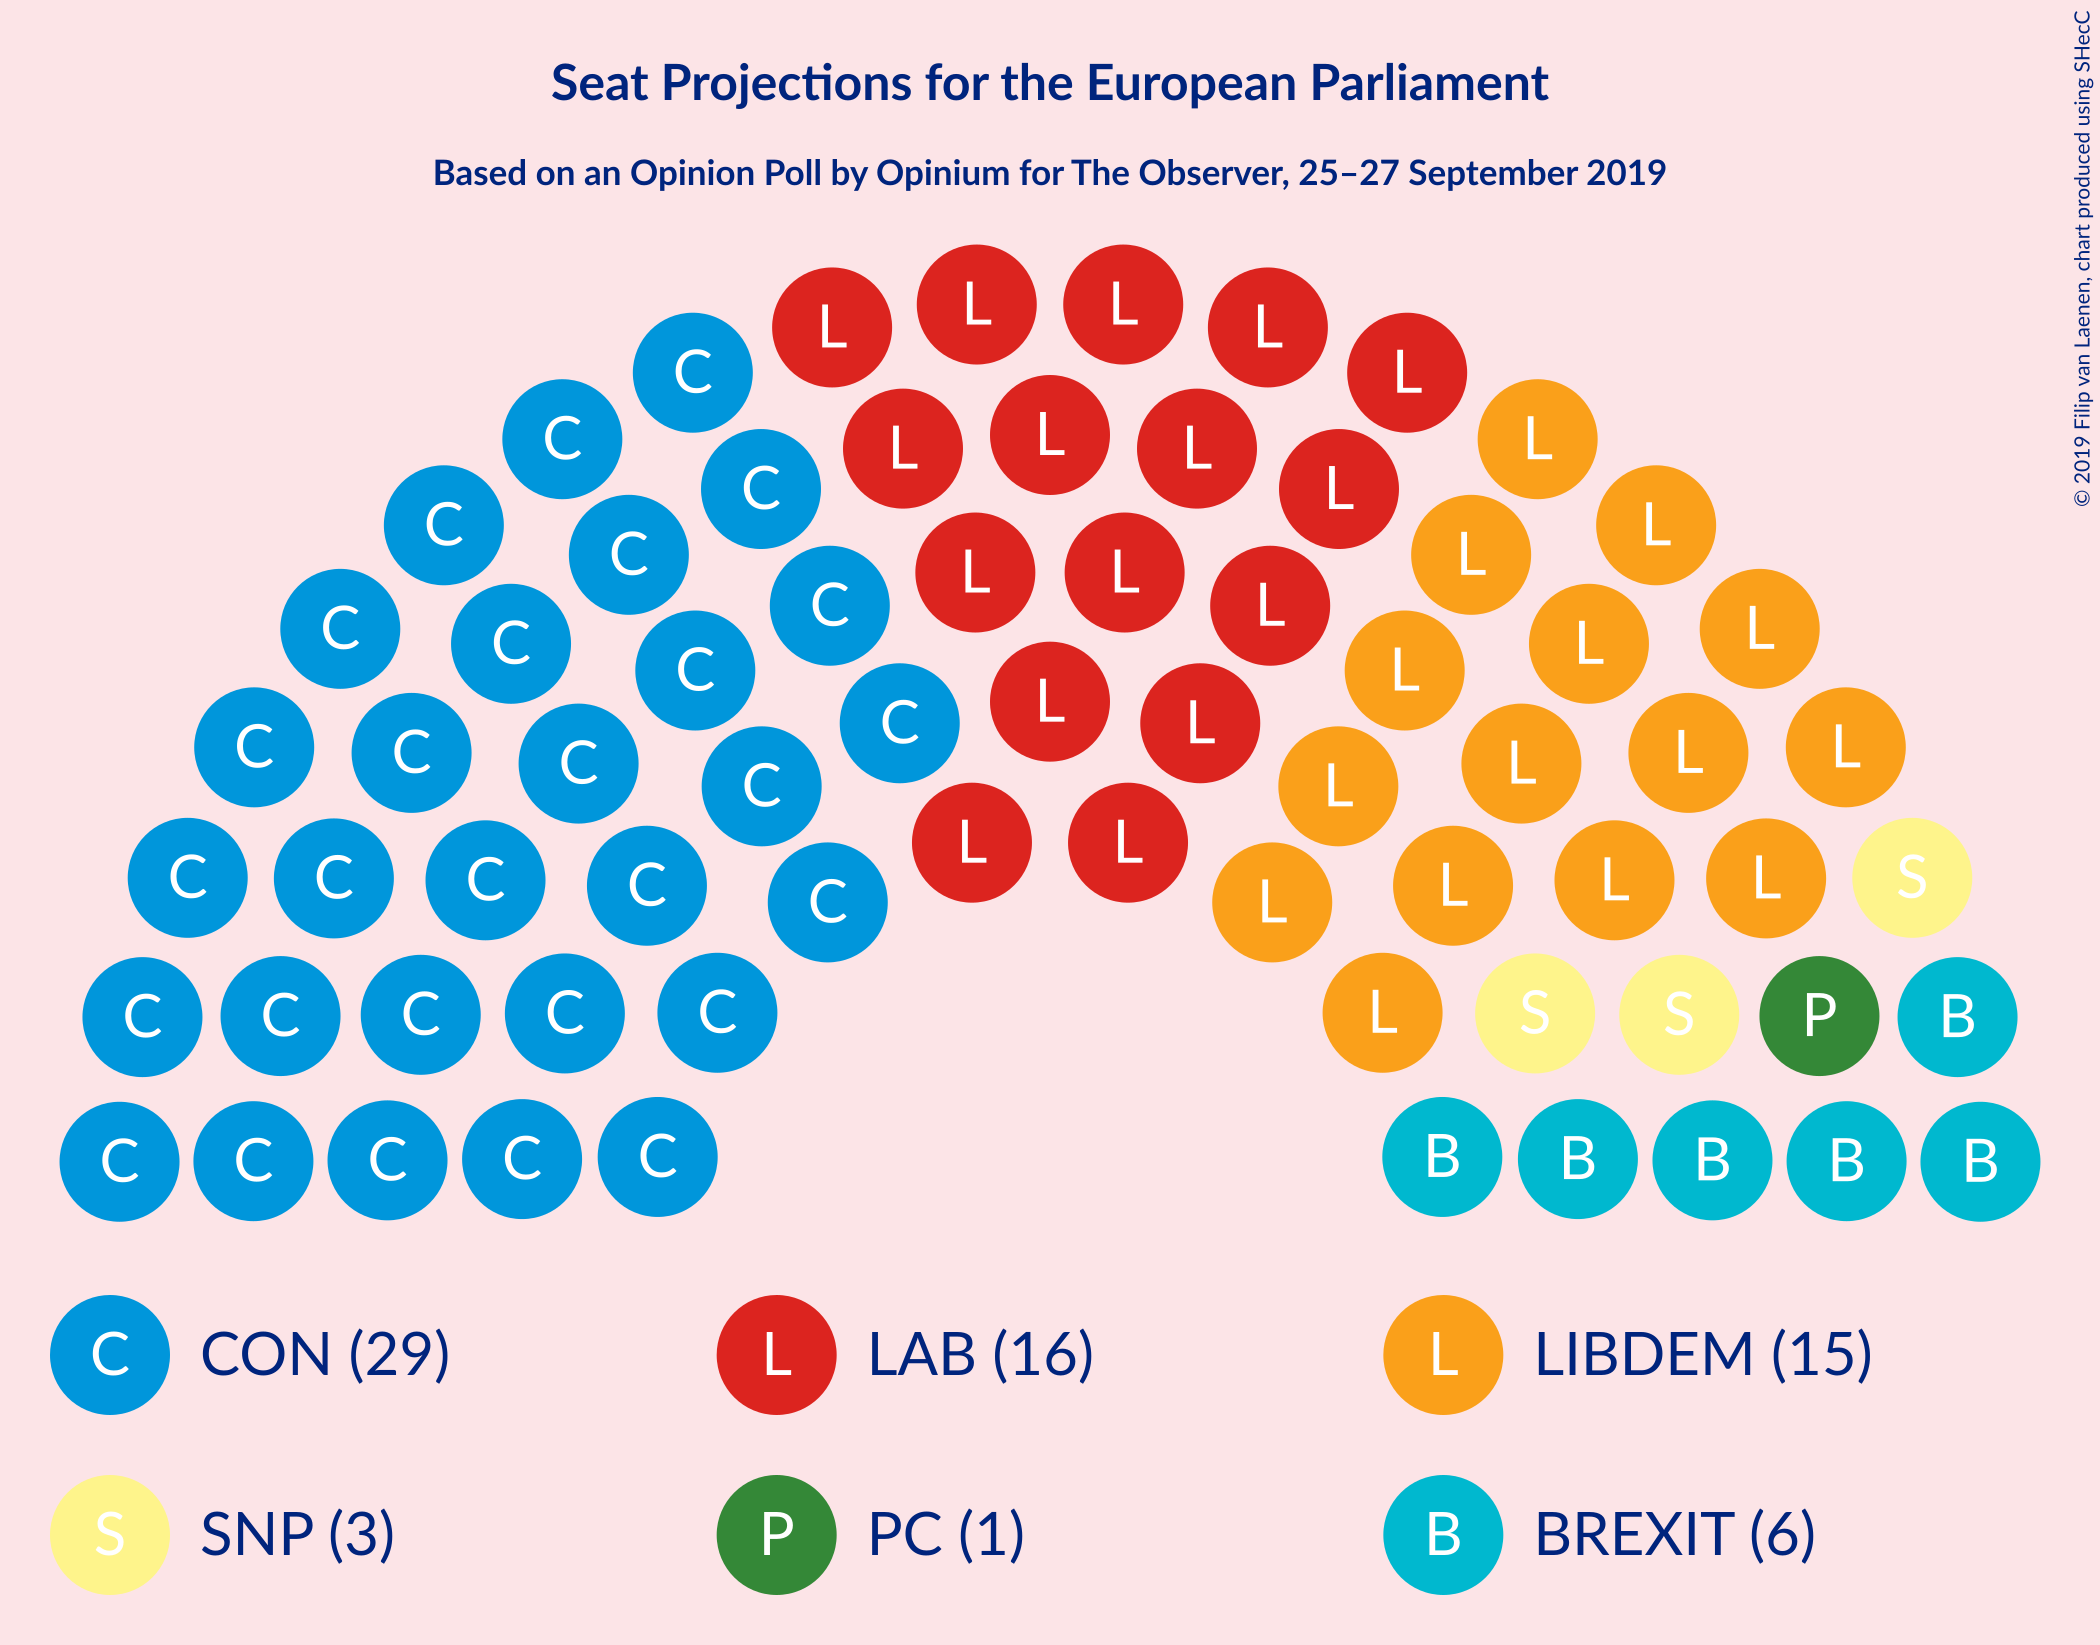 Seat Projections for the European Parliament
Based on an Opinion Poll by Opinium for The Observer, 25–27 September 2019
© 2019 Filip van Laenen, chart produced using SHecC
L L
L L
C L
L
C L L L
C L
C L
C L
C L L
C C L
C L
C C L L
C L
C C L
C C L L
C L
C L L
C C C C C L L L L S
C C C C C L S S P B
C C C C C B B B B B
C CON (29) L LAB (16) L LIBDEM (15)
S SNP (3) P PC (1) B BREXIT (6)